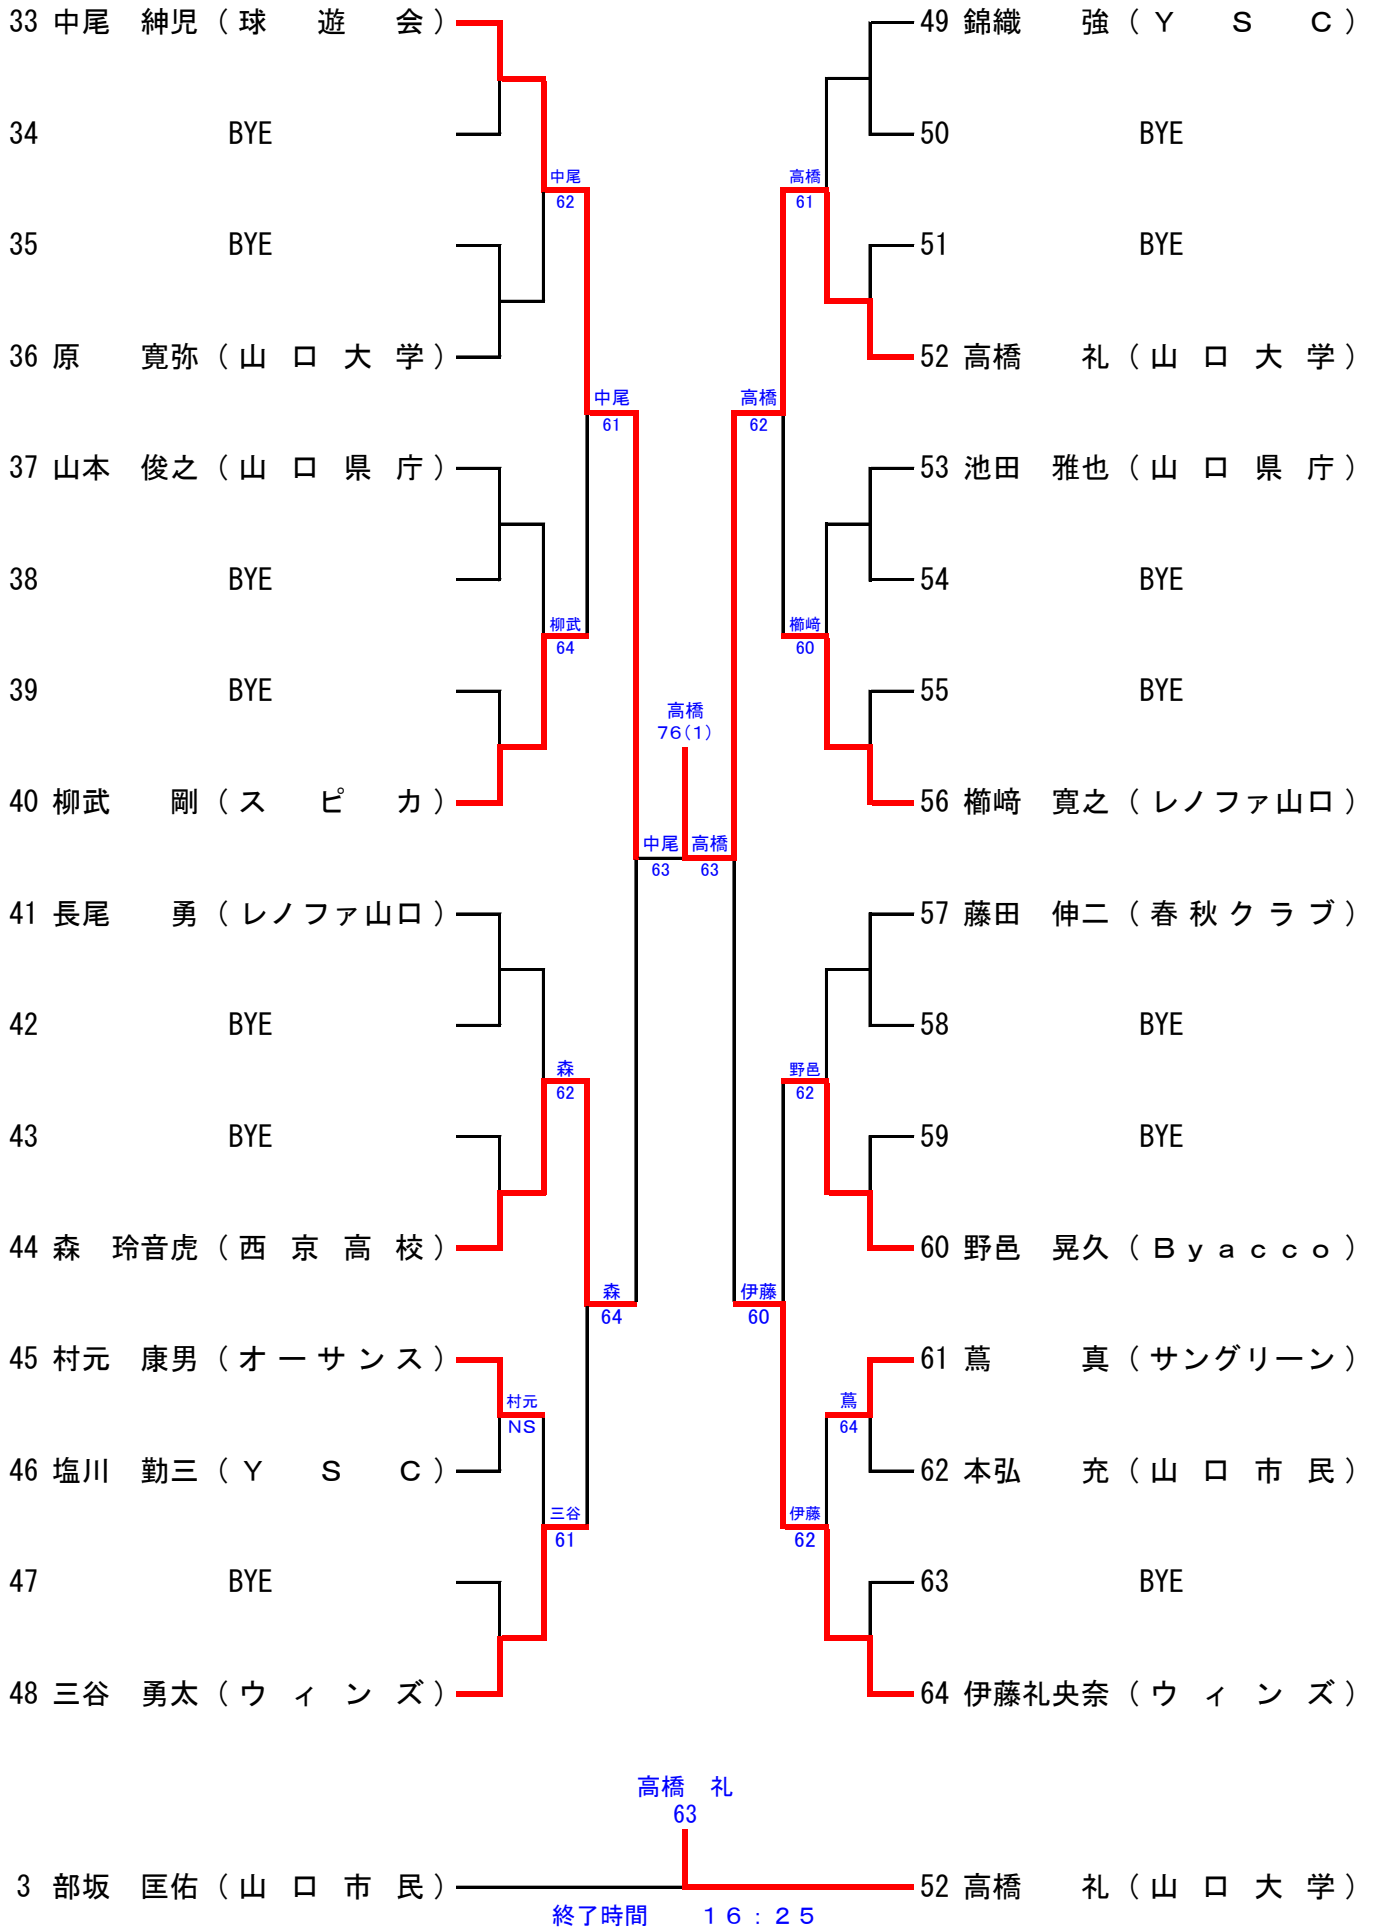 33 中尾 紳児 (球 遊 会) 49 錦織 強 (Y S C)
34 BYE 50 BYE
中尾 高橋
62 61
35 BYE 51 BYE
36 原 寛弥 (山 口 大 学) 52 高橋 礼 (山 口 大 学)
中尾 高橋
61 62
37 山本 俊之 (山 口 県 庁) 53 池田 雅也 (山 口 県 庁)
38 BYE 54 BYE
柳武 櫛﨑
64 60
39 BYE 55 BYE
高橋
76(1)
40 柳武 剛 (ス ピ カ) 56 櫛﨑 寛之 (レノファ山口)
中尾 高橋
63 63
41 長尾 勇 (レノファ山口) 57 藤田 伸二 (春 秋 ク ラ ブ)
42 BYE 58 BYE
森 野邑
62 62
43 BYE 59 BYE
44 森 玲音虎 (西 京 高 校) 60 野邑 晃久 (B y a c c o)
森 伊藤
64 60
45 村元 康男 (オ ー サ ン ス) 61 蔦 真 (サングリーン)
村元 蔦
NS 64
46 塩川 勤三 (Y S C) 62 本弘 充 (山 口 市 民)
三谷 伊藤
61 62
47 BYE 63 BYE
48 三谷 勇太 (ウ ィ ン ズ) 64 伊藤礼央奈 (ウ ィ ン ズ)
高橋 礼
63
3 部坂 匡佑 (山 口 市 民) 52 高橋 礼 (山 口 大 学)
終了時間 16:25